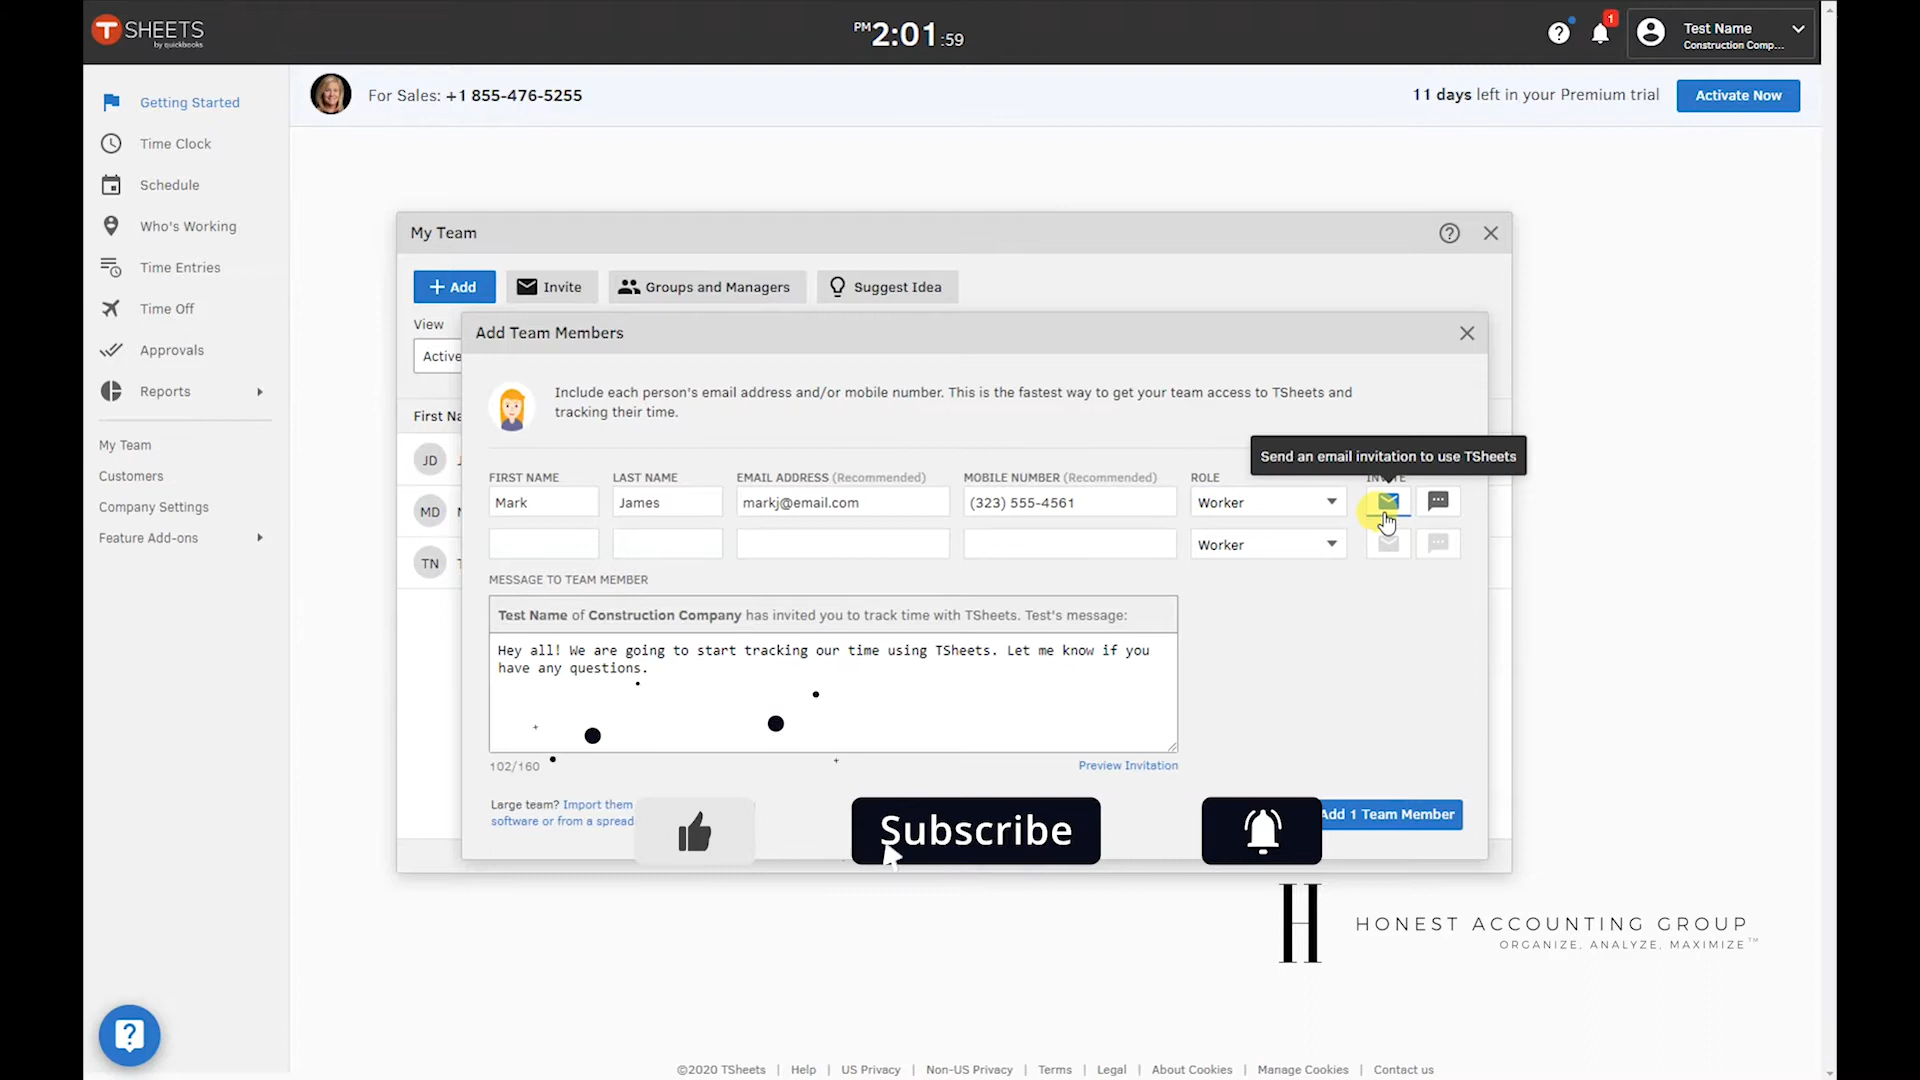 T SHEETS
by quickbooks
PM 2:01 :59
1
Test Name
Construction Comp...
Getting Started
Time Clock
Schedule
Who's Working
Time Entries
Time Off
Approvals
Reports
My Team
Customers
Company Settings
Feature Add-ons
For Sales: +1 855-476-5255
11 days left in your Premium trial
Activate Now
My Team
+ Add
Invite
Groups and Managers
Suggest Idea
View
Active
First Na
JD
MD
TN
Add Team Members
Include each person's email address and/or mobile number. This is the fastest way to get your team access to TSheets and
tracking their time.
Send an email invitation to use TSheets
FIRST NAME LAST NAME EMAIL ADDRESS (Recommended) MOBILE NUMBER (Recommended) ROLE INVITE
Mark James markj@email.com (323) 555-4561 Worker
Worker
MESSAGE TO TEAM MEMBER
Test Name of Construction Company has invited you to track time with TSheets. Test's message:
Hey all! We are going to start tracking our time using TSheets. Let me know if you
have any questions.
102/160
Preview Invitation
Large team? Import them
software or from a spread
Add 1 Team Member
Subscribe
H
HONEST ACCOUNTING GROUP
ORGANIZE, ANALYZE, MAXIMIZE™
©2020 TSheets | Help | US Privacy | Non-US Privacy | Terms | Legal | About Cookies | Manage Cookies | Contact us